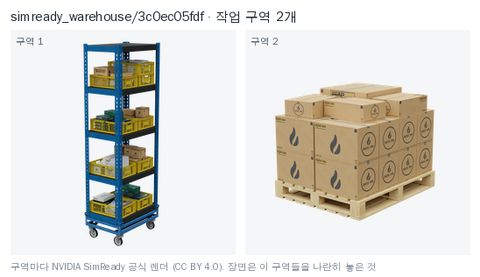 simready_warehouse/3c0ec05fdf · 작업 구역 2개
구역 1
구역 2
구역마다 NVIDIA SimReady 공식 렌더 (CC BY 4.0). 장면은 이 구역들을 나란히 놓은 것